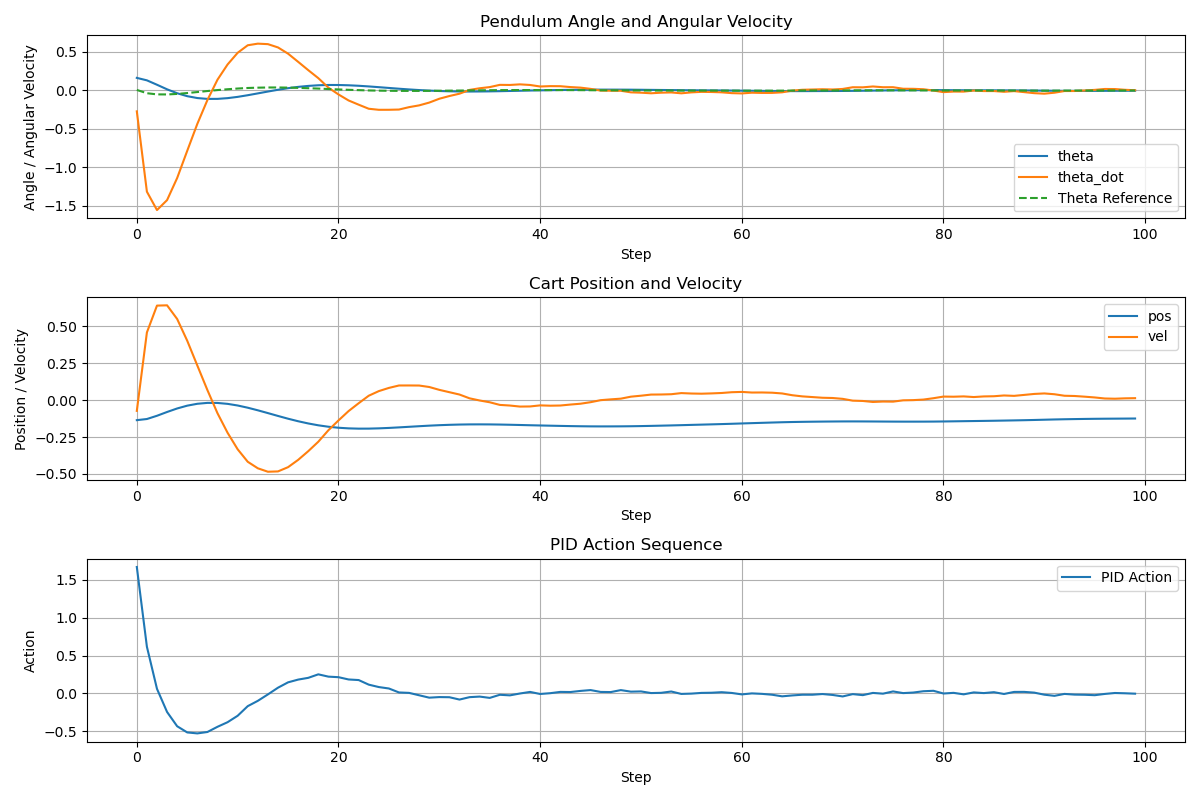 Pendulum Angle and Angular Velocity
Angle / Angular Velocity
0.5
0.0
−0.5
−1.0
−1.5
theta
theta_dot
Theta Reference
0 20 40 60 80 100
Step
Cart Position and Velocity
Position / Velocity
0.50
0.25
0.00
−0.25
−0.50
pos
vel
0 20 40 60 80 100
Step
PID Action Sequence
Action
1.5
1.0
0.5
0.0
−0.5
PID Action
0 20 40 60 80 100
Step